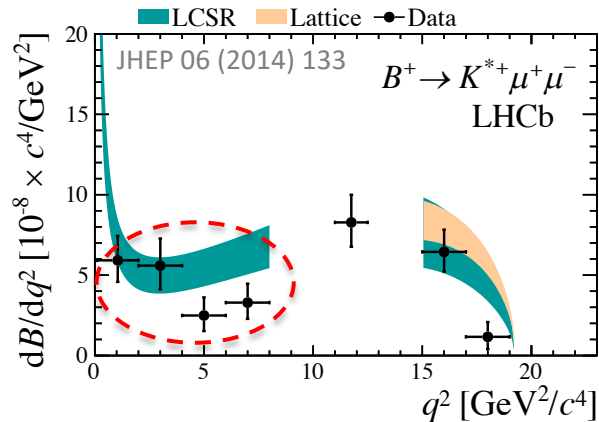 LCSR Lattice Data
20
JHEP 06 (2014) 133
B⁺ → K*⁺μ⁺μ⁻
LHCb
15
10
5
0
0 5 10 15 20
dB/dq² [10⁻⁸ × c⁴/GeV²]
q² [GeV²/c⁴]